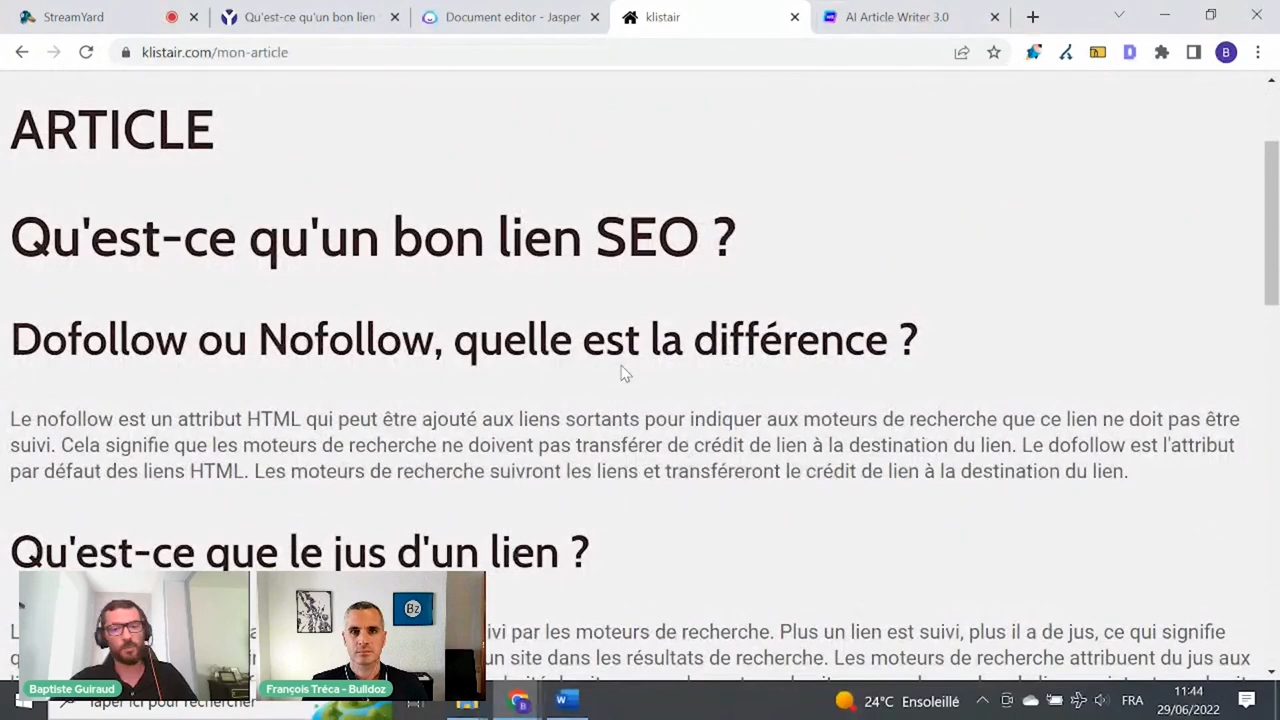 StreamYard
Qu'est-ce qu'un bon lien
Document editor - Jasper
klistair
AI Article Writer 3.0
klistair.com/mon-article
B
ARTICLE
Qu'est-ce qu'un bon lien SEO ?
Dofollow ou Nofollow, quelle est la différence ?
Le nofollow est un attribut HTML qui peut être ajouté aux liens sortants pour indiquer aux moteurs de recherche que ce lien ne doit pas être
suivi. Cela signifie que les moteurs de recherche ne doivent pas transférer de crédit de lien à la destination du lien. Le dofollow est l'attribut
par défaut des liens HTML. Les moteurs de recherche suivront les liens et transféreront le crédit de lien à la destination du lien.
Qu'est-ce que le jus d'un lien ?
par les moteurs de recherche. Plus un lien est suivi, plus il a de jus, ce qui signifie
un site dans les résultats de recherche. Les moteurs de recherche attribuent du jus aux
Bz
Baptiste Guiraud
François Tréca - Bulldoz
Taper ici pour rechercher
24°C Ensoleillé
FRA
11:44
29/06/2022